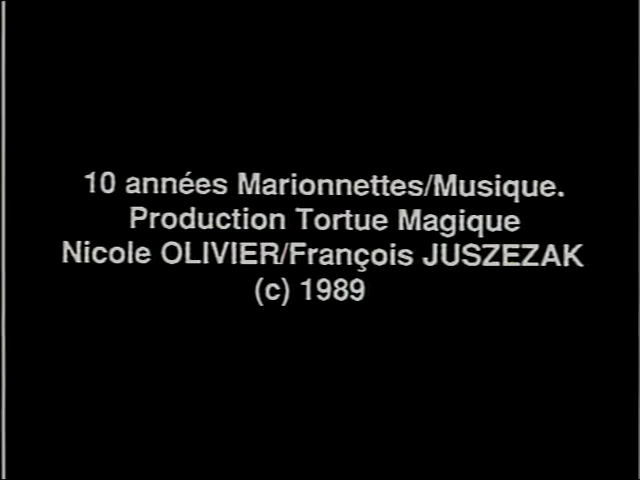 10 années Marionnettes/Musique.
Production Tortue Magique
Nicole OLIVIER/François JUSZEZAK
(c) 1989